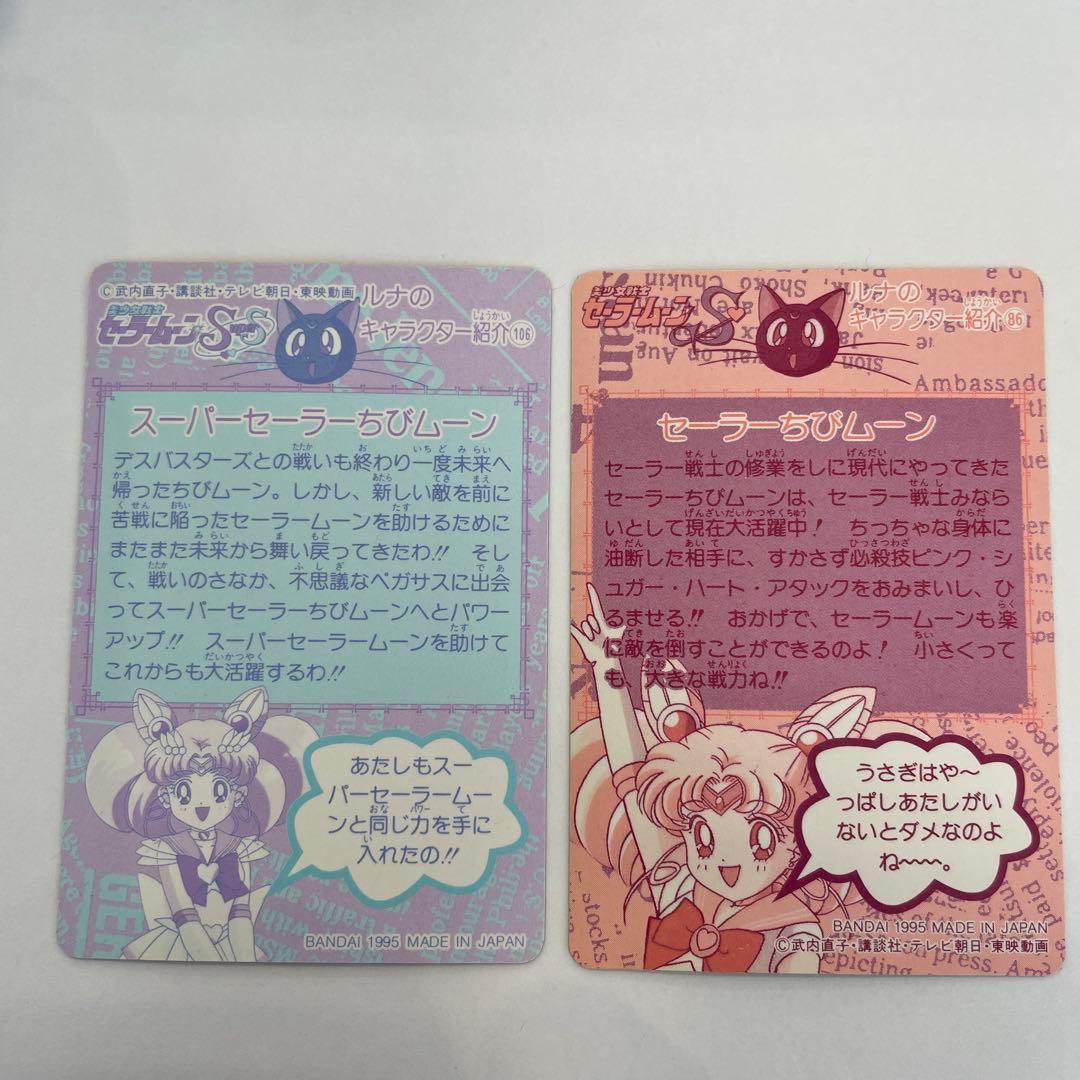 ©武内直子・講談社・テレビ朝日・東映動画
美少女戦士
セーラームーン SuperS
ルナの
キャラクター紹介 106
しょうかい
スーパーセーラーちびムーン
デスバスターズとの戦いも終わり一度未来へ
帰ったちびムーン。しかし、新しい敵を前に
苦戦に陥ったセーラームーンを助けるために
またまた未来から舞い戻ってきたわ!! そし
て、戦いのさなか、不思議なペガサスに出会
ってスーパーセーラーちびムーンへとパワー
アップ!! スーパーセーラームーンを助けて
これからも大活躍するわ!!
あたしもスー
パーセーラームー
ンと同じ力を手に
入れたの!!
BANDAI 1995 MADE IN JAPAN
美少女戦士
セーラームーン S
ルナの
キャラクター紹介 86
しょうかい
セーラーちびムーン
セーラー戦士の修業をしに現代にやってきた
セーラーちびムーンは、セーラー戦士みなら
いとして現在大活躍中! ちっちゃな身体に
油断した相手に、すかさず必殺技ピンク・シ
ュガー・ハート・アタックをおみまいし、ひ
るませる!! おかげで、セーラームーンも楽
に敵を倒すことができるのよ! 小さくって
も、大きな戦力ね!!
うさぎはや〜
っぱしあたしがい
ないとダメなのよ
ね〜〜。
BANDAI 1995 MADE IN JAPAN
©武内直子・講談社・テレビ朝日・東映動画